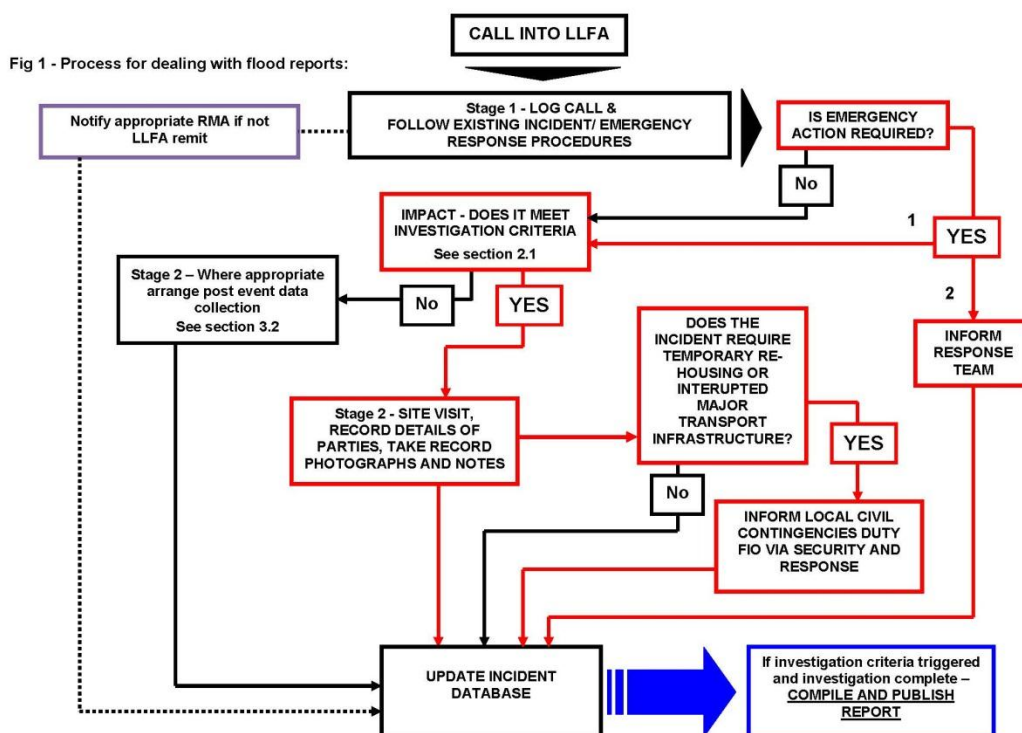 CALL INTO LLFA
Fig 1 - Process for dealing with flood reports:
Notify appropriate RMA if not
LLFA remit
Stage 1 - LOG CALL &
FOLLOW EXISTING INCIDENT/ EMERGENCY
RESPONSE PROCEDURES
IS EMERGENCY
ACTION REQUIRED?
No
IMPACT - DOES IT MEET
INVESTIGATION CRITERIA
See section 2.1
1
YES
Stage 2 – Where appropriate
arrange post event data
collection
See section 3.2
No
YES
2
DOES THE
INCIDENT REQUIRE
TEMPORARY RE-
HOUSING OR
INTERUPTED
MAJOR
TRANSPORT
INFRASTRUCTURE?
INFORM
RESPONSE
TEAM
Stage 2 - SITE VISIT,
RECORD DETAILS OF
PARTIES, TAKE RECORD
PHOTOGRAPHS AND NOTES
YES
No
INFORM LOCAL CIVIL
CONTINGENCIES DUTY
FIO VIA SECURITY AND
RESPONSE
UPDATE INCIDENT
DATABASE
If investigation criteria triggered
and investigation complete –
COMPILE AND PUBLISH
REPORT